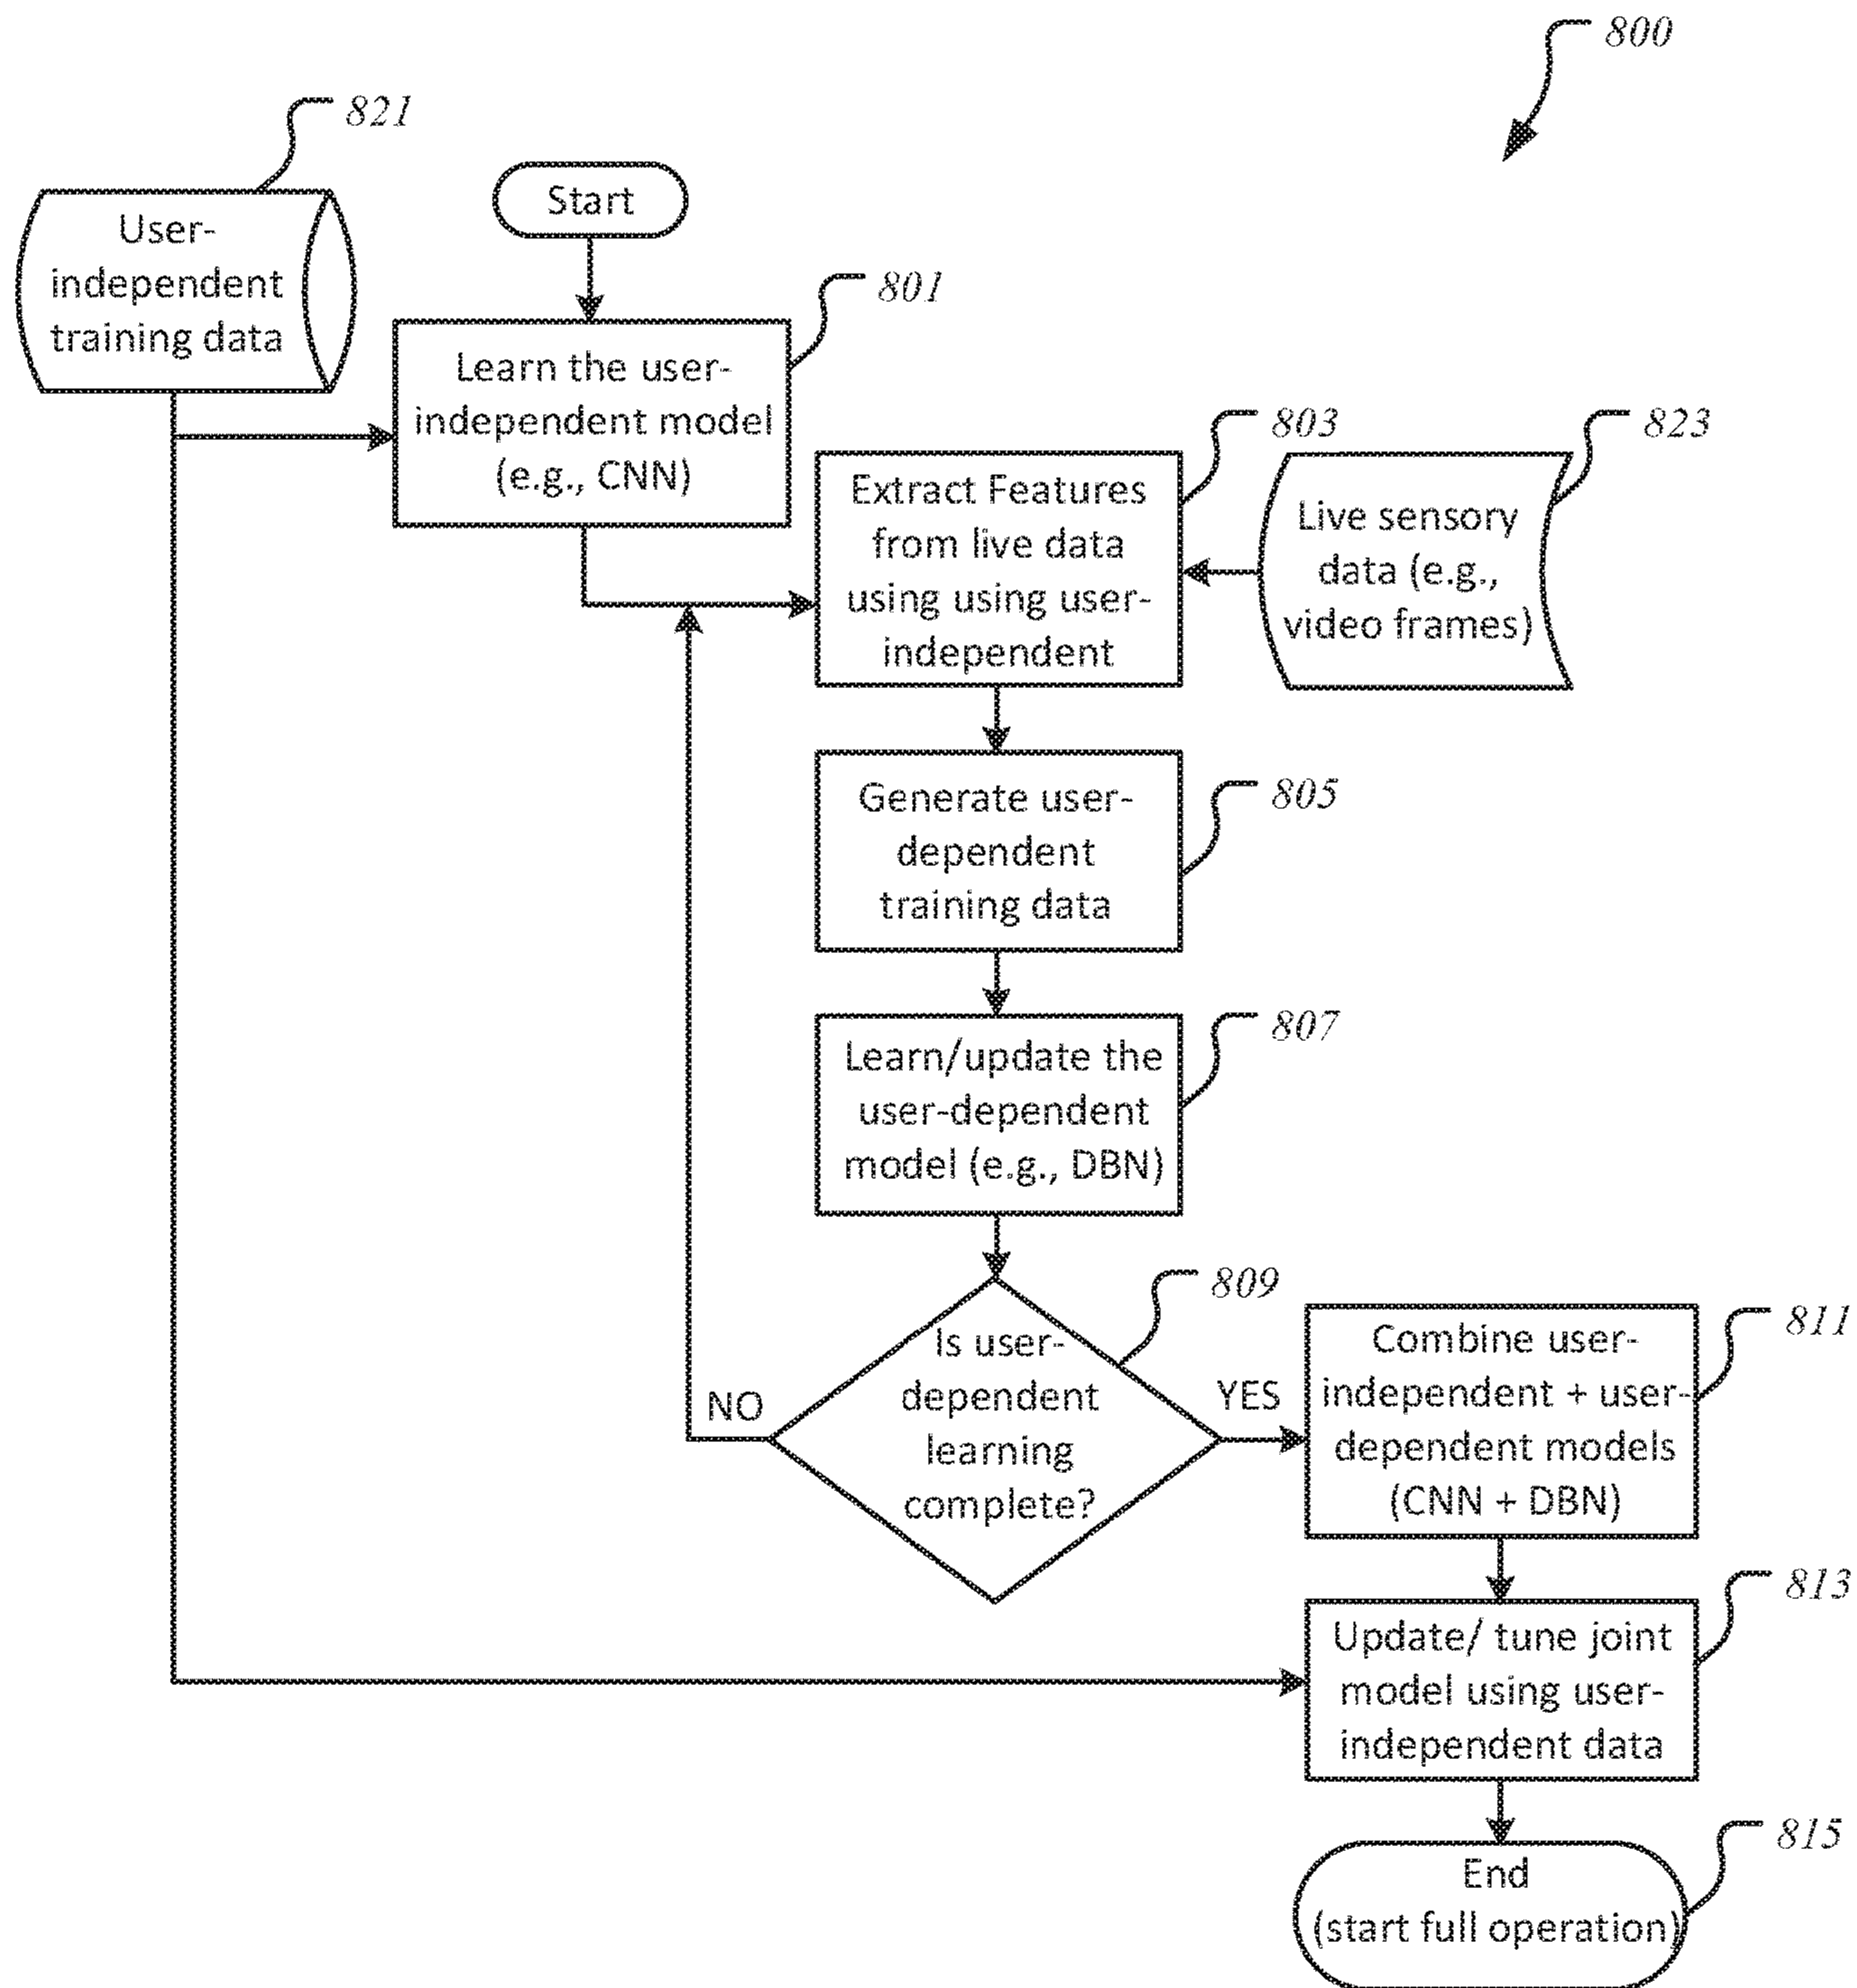 800
821
User-
independent
training data
Start
801
Learn the user-
independent model
(e.g., CNN)
803
Extract Features
from live data
using using user-
independent
823
Live sensory
data (e.g.,
video frames)
805
Generate user-
dependent
training data
807
Learn/update the
user-dependent
model (e.g., DBN)
809
Is user-
dependent
learning
complete?
NO
YES
811
Combine user-
independent + user-
dependent models
(CNN + DBN)
813
Update/ tune joint
model using user-
independent data
815
End
(start full operation)